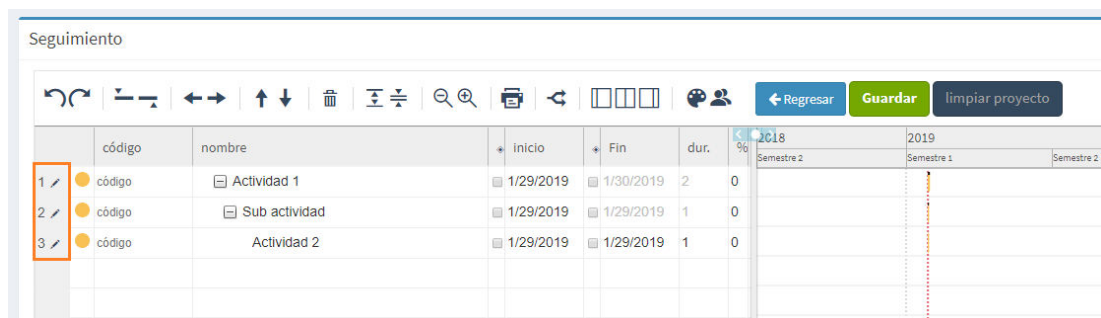 Seguimiento
Regresar Guardar limpiar proyecto
código nombre inicio Fin dur. % 2018 2019
Semestre 2 Semestre 1 Semestre 2
1 código Actividad 1 1/29/2019 1/30/2019 2 0
2 código Sub actividad 1/29/2019 1/29/2019 1 0
3 código Actividad 2 1/29/2019 1/29/2019 1 0